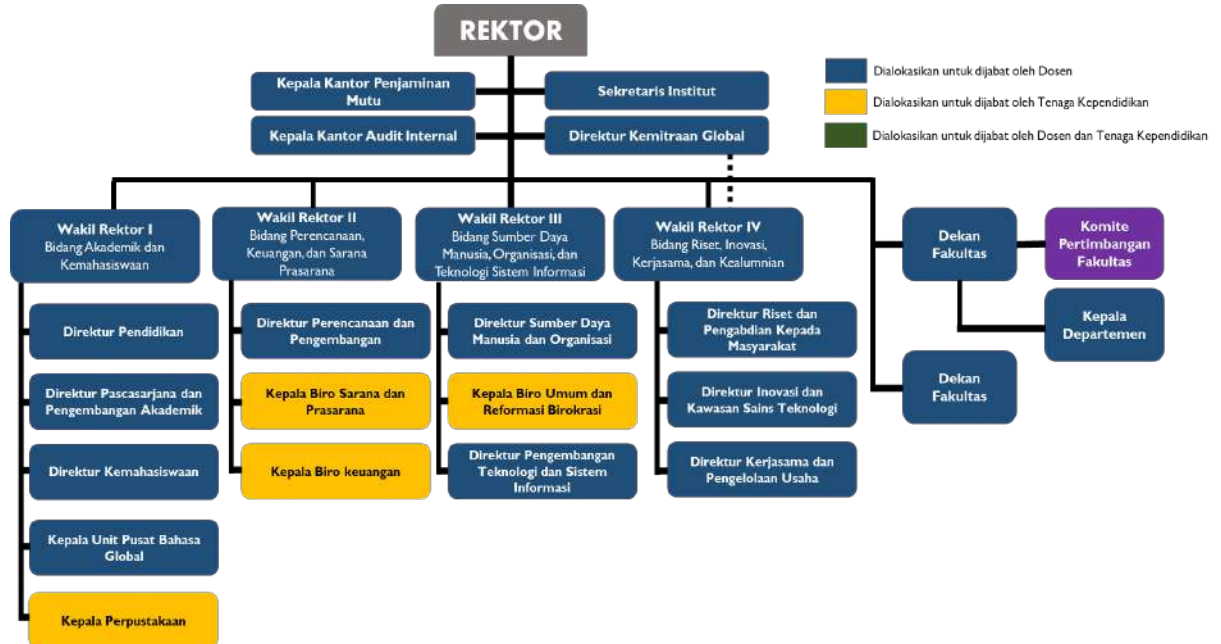 REKTOR
Kepala Kantor Penjaminan
Mutu
Sekretaris Institut
Kepala Kantor Audit Internal
Direktur Kemitraan Global
Dialokasikan untuk dijabat oleh Dosen
Dialokasikan untuk dijabat oleh Tenaga Kependidikan
Dialokasikan untuk dijabat oleh Dosen dan Tenaga Kependidikan
Wakil Rektor I
Bidang Akademik dan
Kemahasiswaan
Direktur Pendidikan
Direktur Pascasarjana dan
Pengembangan Akademik
Direktur Kemahasiswaan
Kepala Unit Pusat Bahasa
Global
Kepala Perpustakaan
Wakil Rektor II
Bidang Perencanaan,
Keuangan, dan Sarana
Prasarana
Direktur Perencanaan dan
Pengembangan
Kepala Biro Sarana dan
Prasarana
Kepala Biro keuangan
Wakil Rektor III
Bidang Sumber Daya
Manusia, Organisasi, dan
Teknologi Sistem Informasi
Direktur Sumber Daya
Manusia dan Organisasi
Kepala Biro Umum dan
Reformasi Birokrasi
Direktur Pengembangan
Teknologi dan Sistem
Informasi
Wakil Rektor IV
Bidang Riset, Inovasi,
Kerjasama, dan Kealumnian
Direktur Riset dan
Pengabdian Kepada
Masyarakat
Direktur Inovasi dan
Kawasan Sains Teknologi
Direktur Kerjasama dan
Pengelolaan Usaha
Dekan
Fakultas
Komite
Pertimbangan
Fakultas
Kepala
Departemen
Dekan
Fakultas